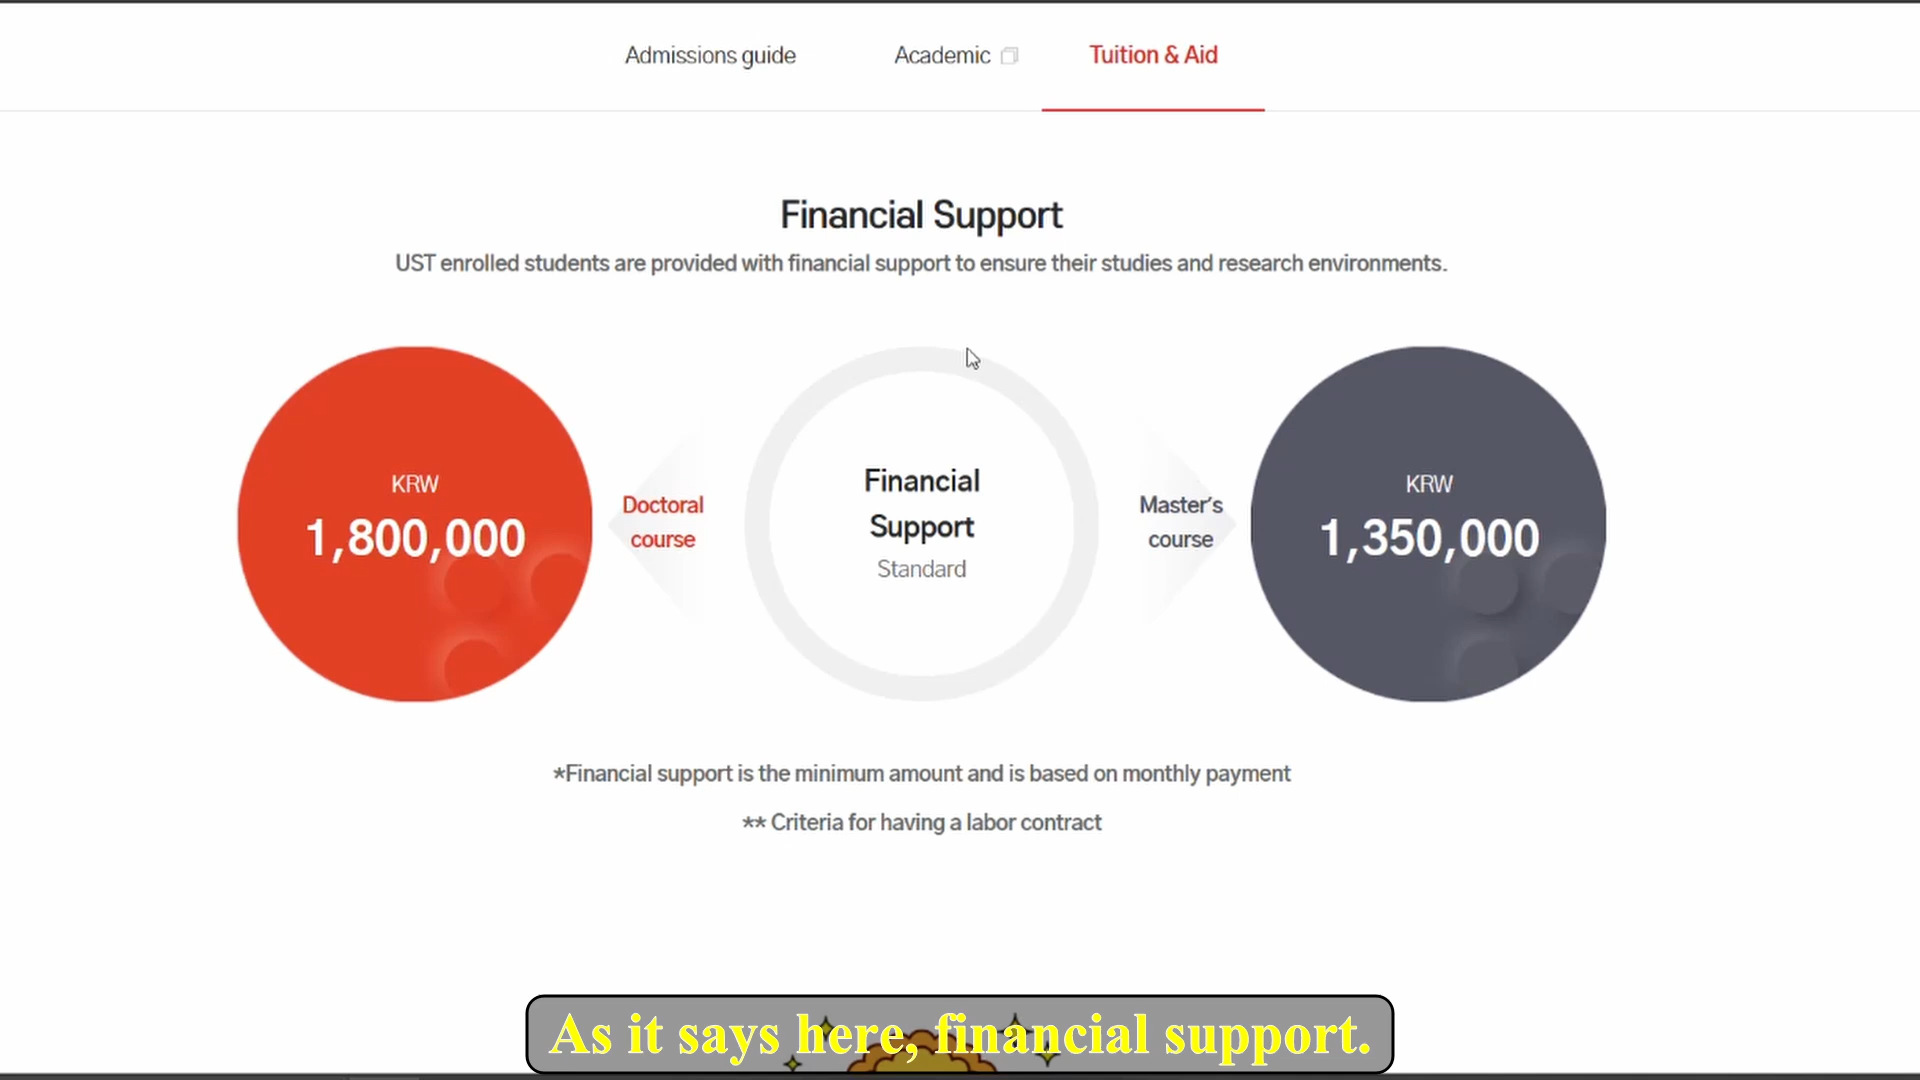 Admissions guide
Academic
Tuition & Aid
Financial Support
UST enrolled students are provided with financial support to ensure their studies and research environments.
KRW
1,800,000
Doctoral
course
Financial
Support
Standard
Master's
course
KRW
1,350,000
*Financial support is the minimum amount and is based on monthly payment
** Criteria for having a labor contract
As it says here, financial support.